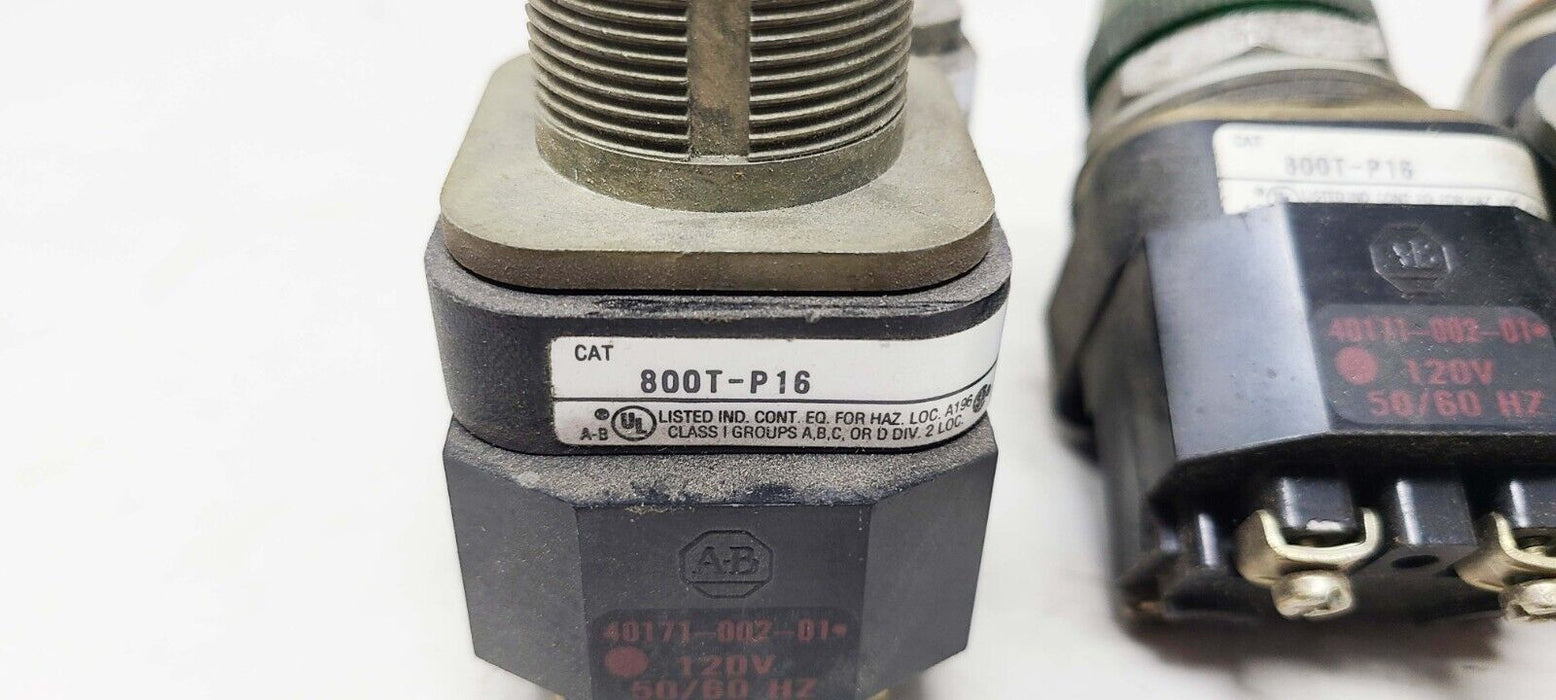 CAT
800T-P16
A-B
UL
LISTED IND. CONT. EQ. FOR HAZ. LOC. A196
CLASS I GROUPS A,B,C, OR D DIV. 2 LOC.
A-B
40171-002-01*
120V
50/60 HZ
CAT
800T-P16
40171-002-01*
120V
50/60 HZ